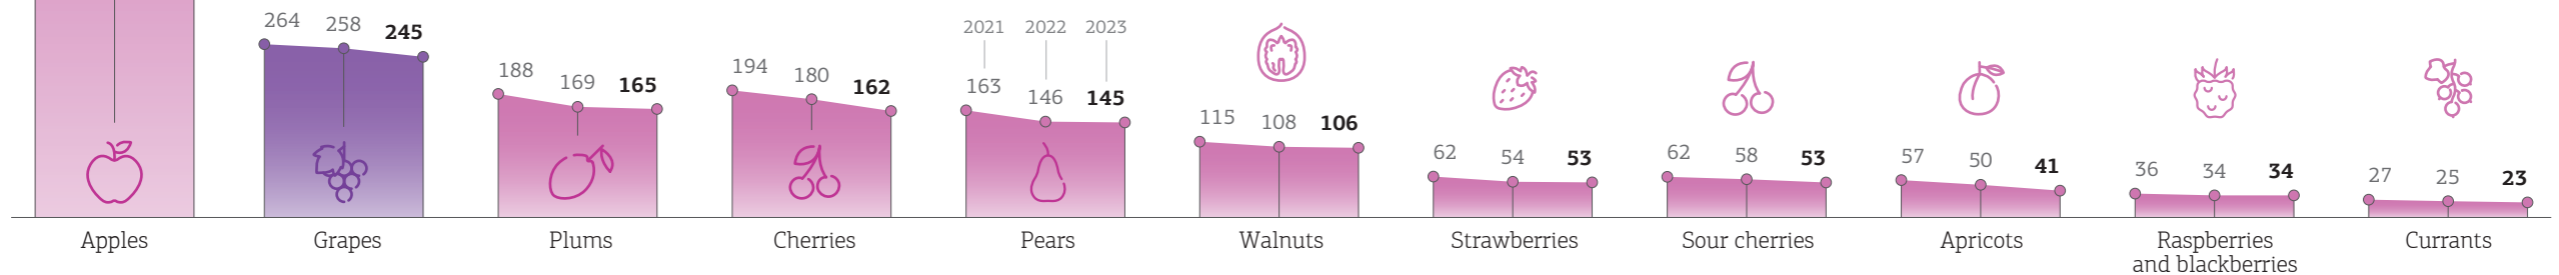 2021 2022 2023
264 258 245
188 169 165
194 180 162
163 146 145
115 108 106
62 54 53
62 58 53
57 50 41
36 34 34
27 25 23
Apples
Grapes
Plums
Cherries
Pears
Walnuts
Strawberries
Sour cherries
Apricots
Raspberries
and blackberries
Currants